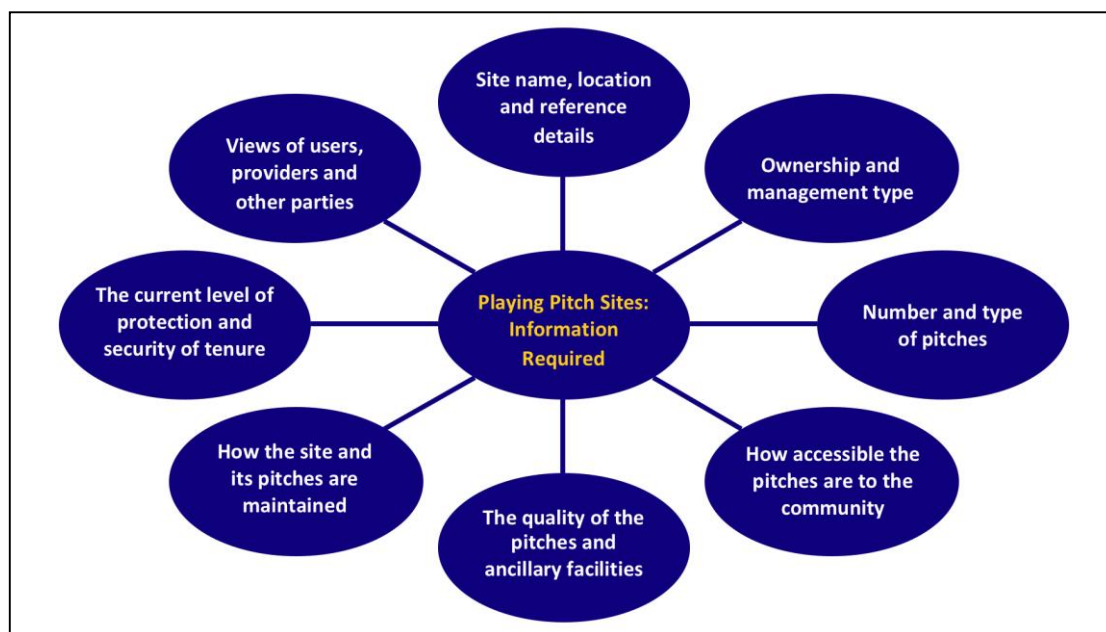 Site name, location
and reference
details
Ownership and
management type
Number and type
of pitches
How accessible the
pitches are to the
community
The quality of the
pitches and
ancillary facilities
How the site and
its pitches are
maintained
The current level of
protection and
security of tenure
Views of users,
providers and
other parties
Playing Pitch Sites:
Information
Required